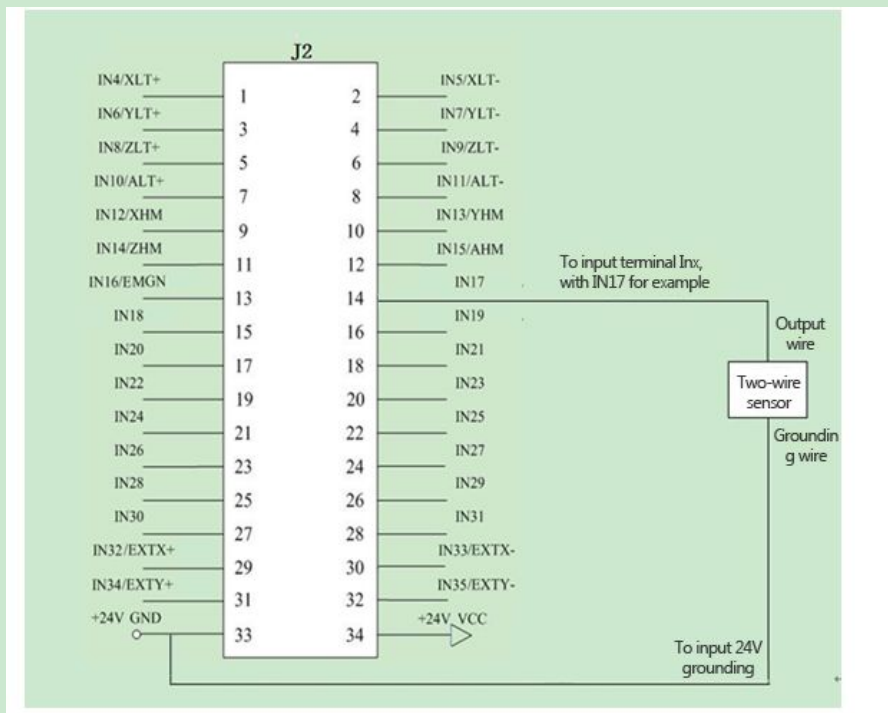 J2
IN4/XLT+ 1 2 IN5/XLT-
IN6/YLT+ 3 4 IN7/YLT-
IN8/ZLT+ 5 6 IN9/ZLT-
IN10/ALT+ 7 8 IN11/ALT-
IN12/XHM 9 10 IN13/YHM
IN14/ZHM 11 12 IN15/AHM
To input terminal Inx,
with IN17 for example
IN16/EMGN 13 14 IN17
IN18 15 16 IN19
Output
wire
IN20 17 18 IN21
IN22 19 20 IN23
Two-wire
sensor
IN24 21 22 IN25
Groundin
g wire
IN26 23 24 IN27
IN28 25 26 IN29
IN30 27 28 IN31
IN32/EXTX+ 29 30 IN33/EXTX-
IN34/EXTY+ 31 32 IN35/EXTY-
+24V GND 33 34 +24V VCC
To input 24V
grounding